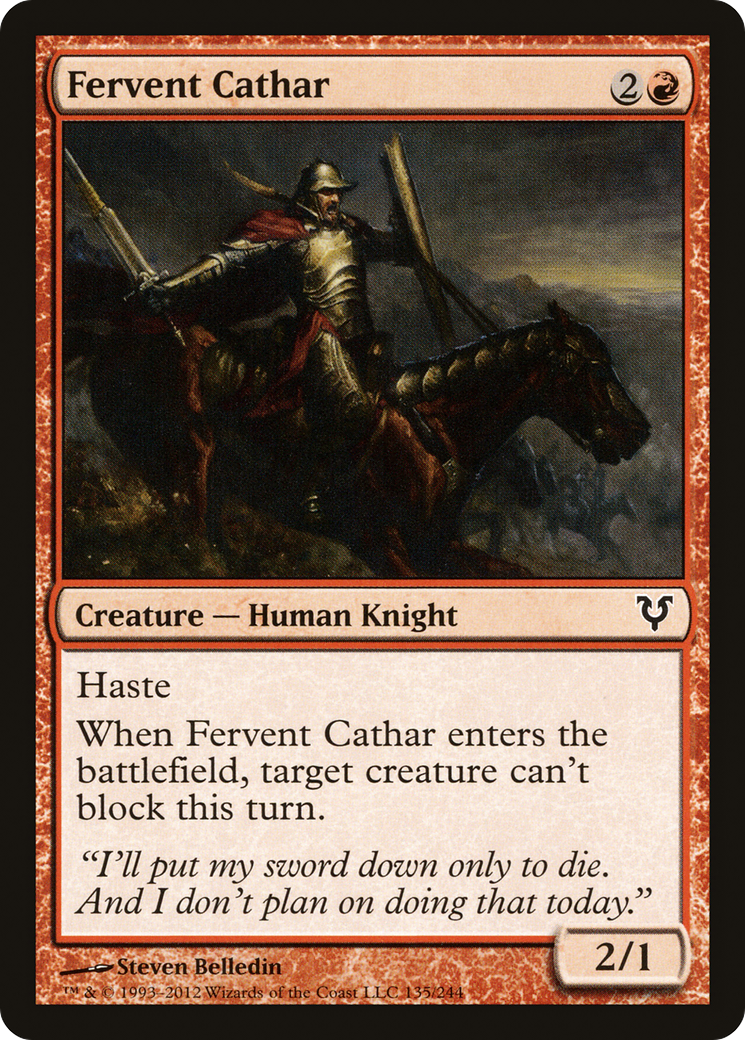 Fervent Cathar 2
Creature — Human Knight
Haste
When Fervent Cathar enters the
battlefield, target creature can't
block this turn.
“I'll put my sword down only to die.
And I don't plan on doing that today.”
2/1
Steven Belledin
™ & © 1993–2012 Wizards of the Coast LLC 135/244